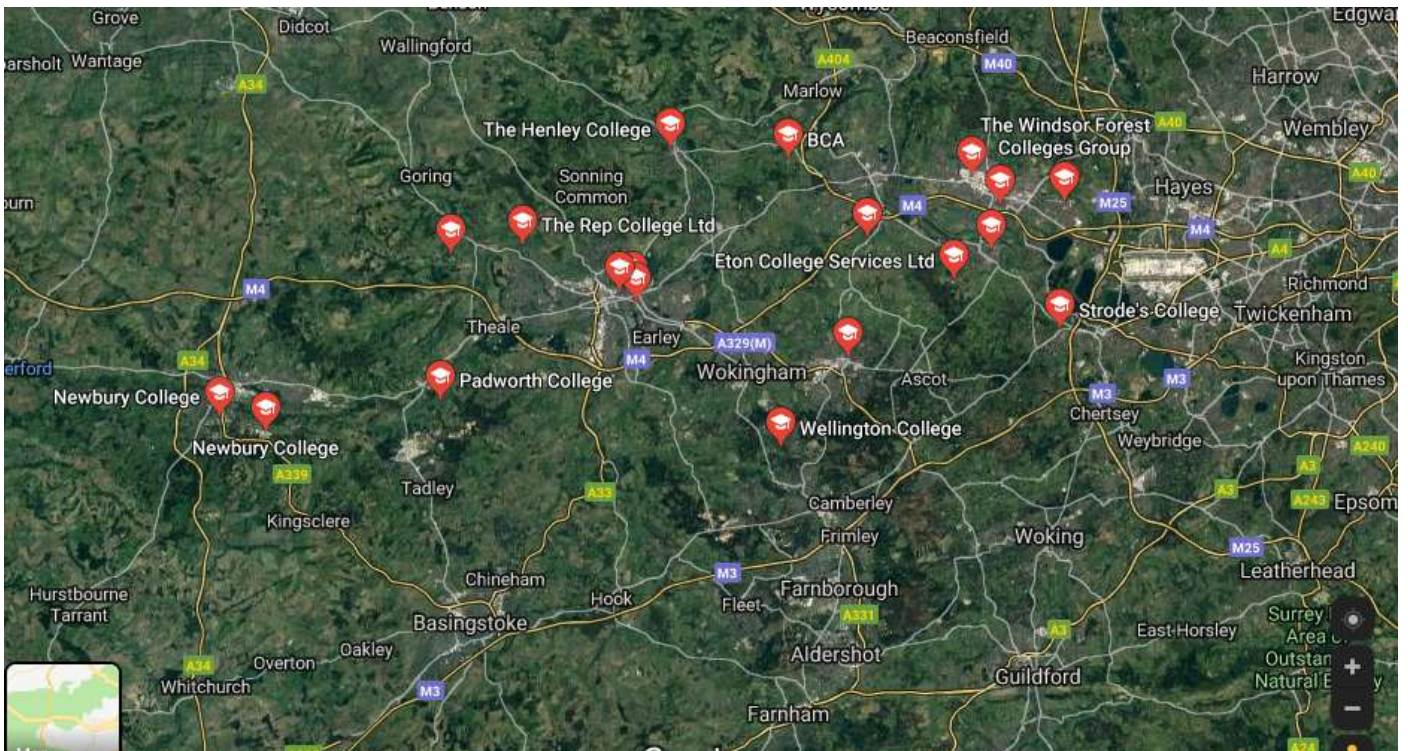 Grove
Didcot
Wallingford
Wantage
A34
Beaconsfield
A404
M40
Marlow
Harrow
Wembley
A40
A40
The Henley College
BCA
The Windsor Forest
Colleges Group
Goring
Sonning
Common
Hayes
M25
M4
M4
The Rep College Ltd
Eton College Services Ltd
A4
Richmond
M4
Theale
Earley
M4
A329(M)
Strode's College
Twickenham
A34
Padworth College
Wokingham
Ascot
Kingston
upon Thames
M3
M3
Chertsey
Newbury College
Newbury College
Wellington College
Weybridge
A240
A339
Tadley
A33
Camberley
A3
A3
A243
Kingsclere
Frimley
Woking
M25
Leatherhead
Chineham
M3
Hurstbourne
Tarrant
Hook
Fleet
Farnborough
A331
Basingstoke
A3
East Horsley
Surrey
Area
Oakley
Overton
A34
Whitchurch
Aldershot
Guildford
Natural
M3
Farnham
A24